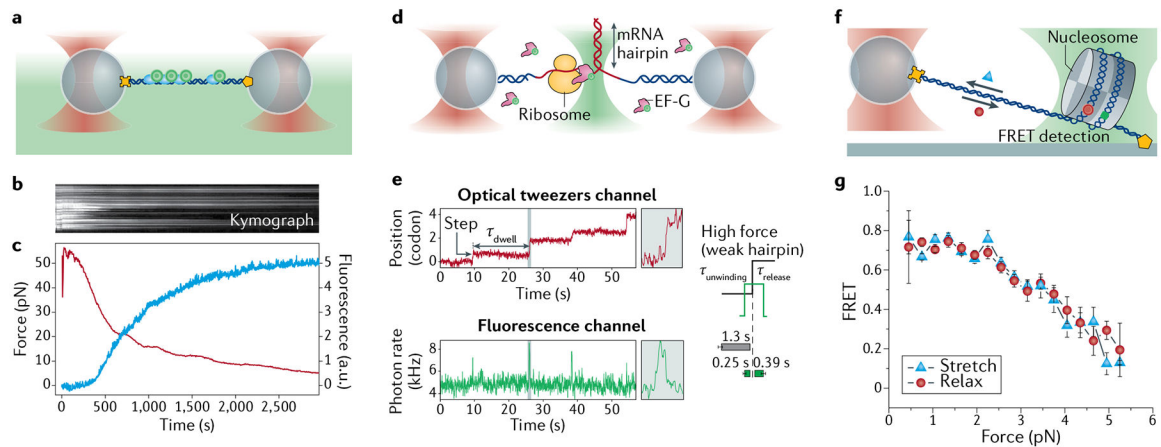 a
b
Kymograph
c
Force (pN)
50
40
30
20
10
0
5
4
3
2
1
0
Fluorescence (a.u.)
0
500
1,000
1,500
2,000
2,500
Time (s)
d
mRNA
hairpin
Ribosome
EF-G
e
Optical tweezers channel
Position
(codon)
4
2
0
Step
τdwell
0
10
20
30
40
50
Time (s)
Fluorescence channel
Photon rate
(kHz)
8
6
4
0
10
20
30
40
50
Time (s)
High force
(weak hairpin)
τunwinding
τrelease
1.3 s
0.25 s
0.39 s
f
Nucleosome
FRET detection
g
FRET
1.0
0.8
0.6
0.4
0.2
0
Stretch
Relax
0
1
2
3
4
5
6
Force (pN)